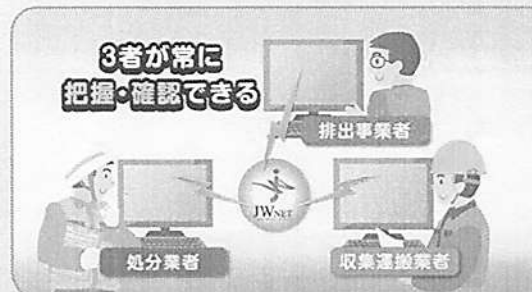 3者が常に
把握・確認できる
排出事業者
JWNET
処分業者
収集運搬業者